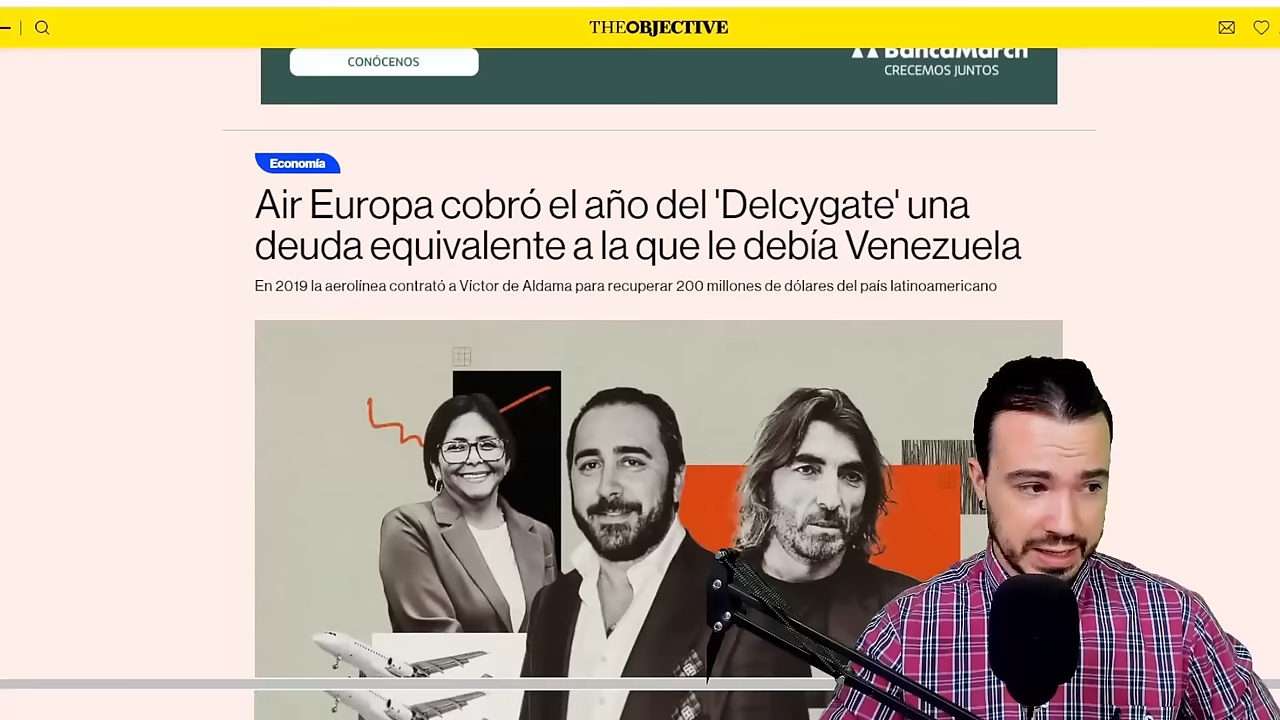 THEOBJECTIVE
CONÓCENOS
BancaMarch
CRECEMOS JUNTOS
Economía
Air Europa cobró el año del 'Delcygate' una
deuda equivalente a la que le debía Venezuela
En 2019 la aerolínea contrató a Víctor de Aldama para recuperar 200 millones de dólares del país latinoamericano